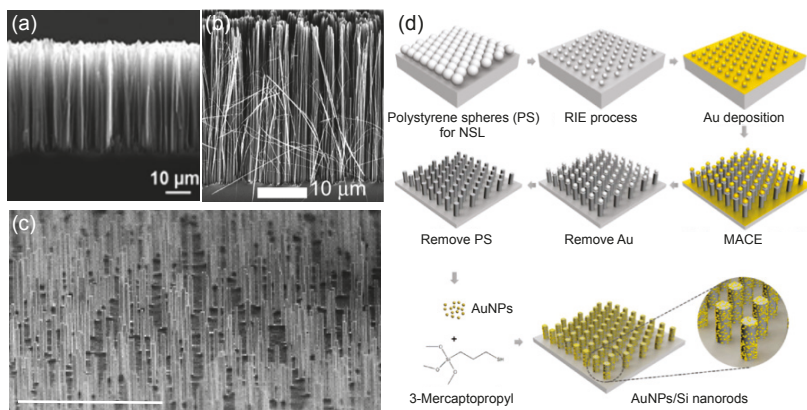 (a)
10 μm
(b)
10 μm
(c)
(d)
Polystyrene spheres (PS)
for NSL
RIE process
Au deposition
Remove PS
Remove Au
MACE
AuNPs
+
3-Mercaptopropyl
AuNPs/Si nanorods